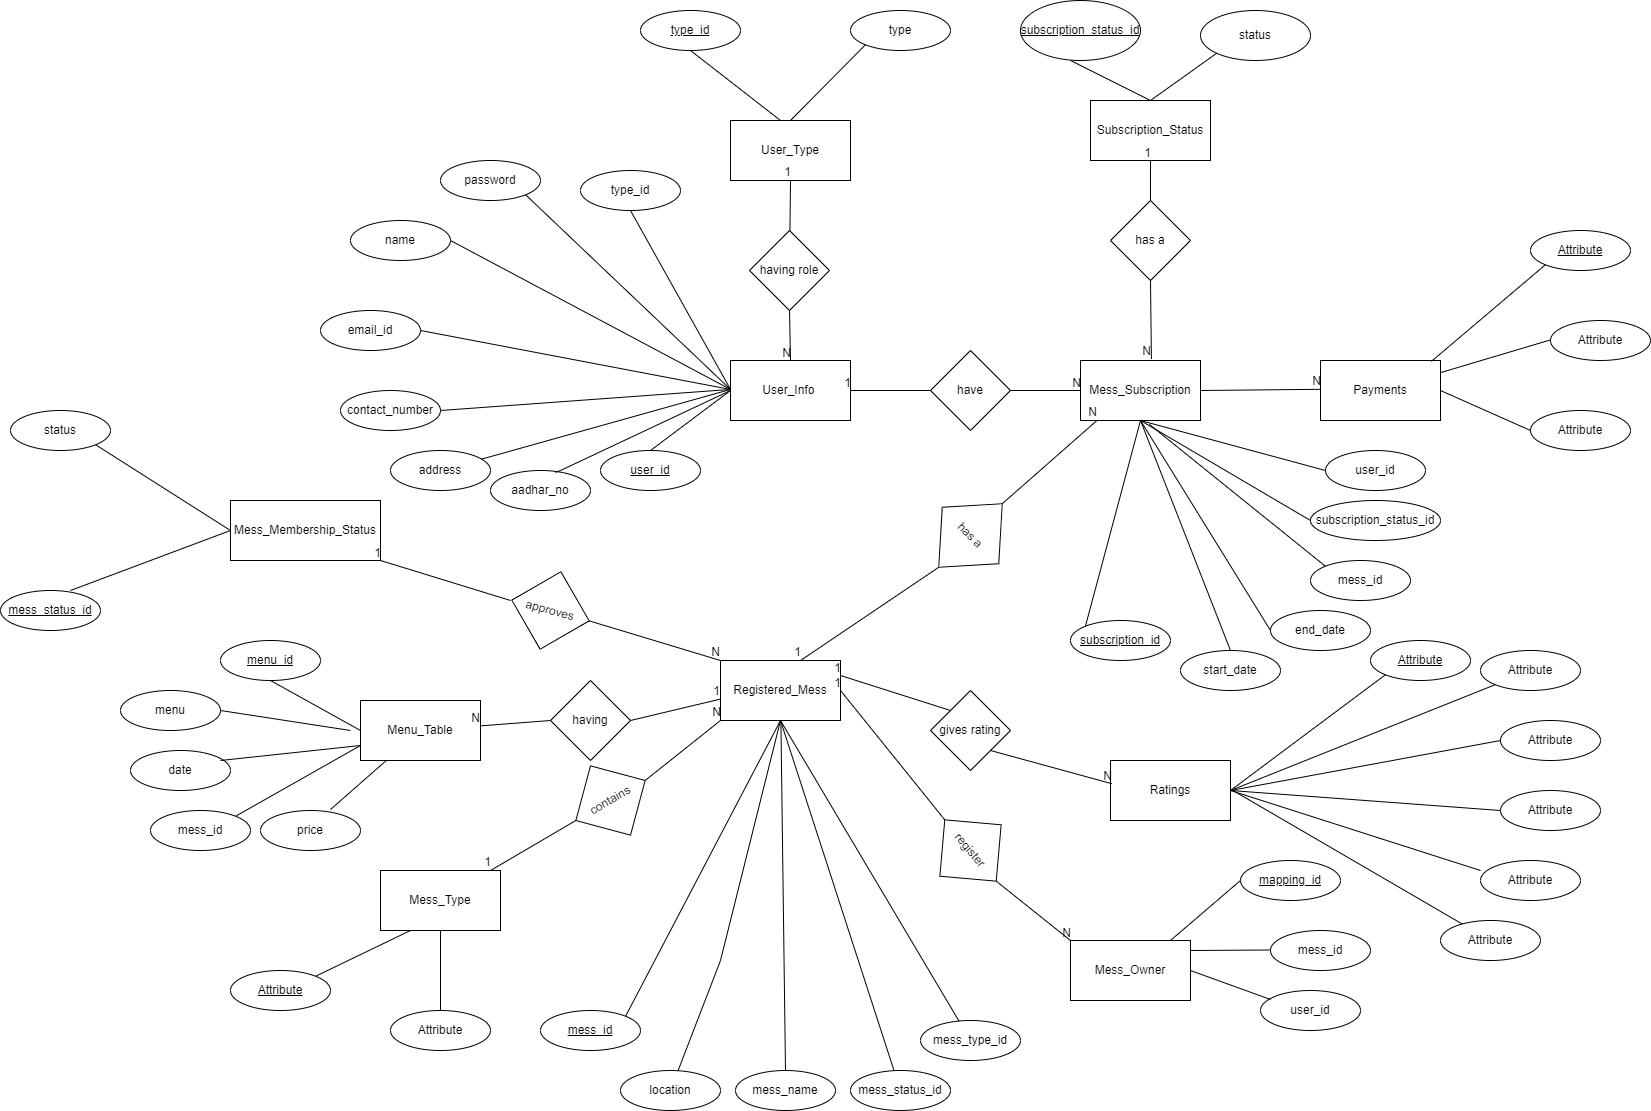 type_id
type
subscription_status_id
status
User_Type
1
Subscription_Status
1
password
type_id
name
having role
has a
Attribute
email_id
Attribute
N
N
User_Info
1
have
N
Mess_Subscription
N
N
Payments
contact_number
status
address
aadhar_no
user_id
Attribute
user_id
subscription_status_id
Mess_Membership_Status
1
has a
mess_id
mess_status_id
approves
subscription_id
end_date
start_date
N
1
menu_id
menu
Menu_Table
N
having
1
N
Registered_Mess
1
1
gives rating
Attribute
Attribute
Attribute
date
N
Ratings
Attribute
mess_id
price
contains
register
1
Mess_Type
Attribute
Attribute
mapping_id
N
Mess_Owner
mess_id
user_id
Attribute
Attribute
mess_id
mess_type_id
location
mess_name
mess_status_id